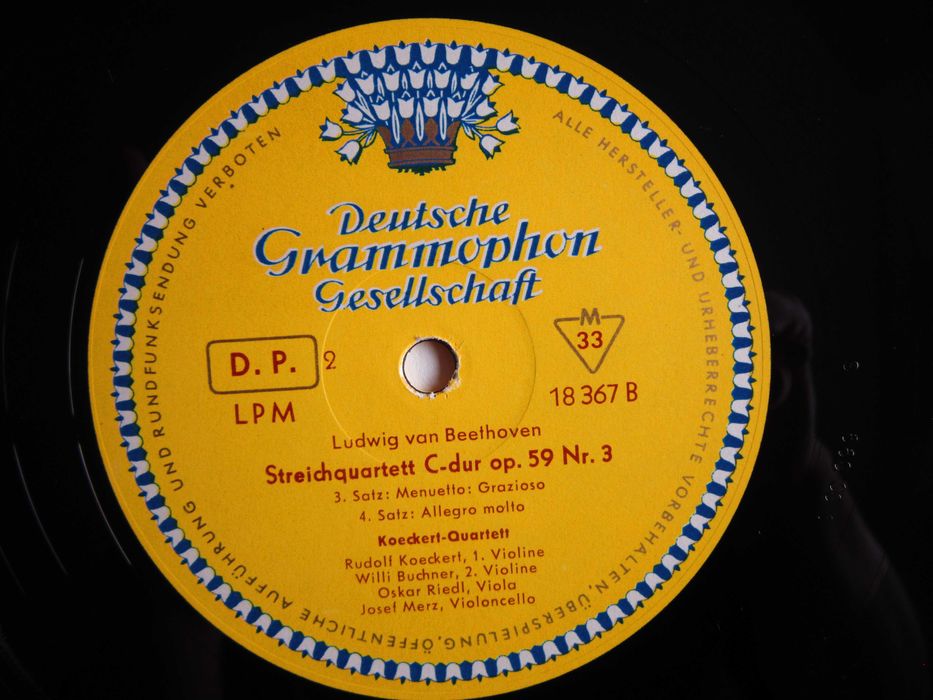 Deutsche
Grammophon
Gesellschaft
D. P. 2
LPM
M
33
18 367 B
Ludwig van Beethoven
Streichquartett C-dur op. 59 Nr. 3
3. Satz: Menuetto: Grazioso
4. Satz: Allegro molto
Koeckert-Quartett
Rudolf Koeckert, 1. Violine
Willi Buchner, 2. Violine
Oskar Riedl, Viola
Josef Merz, Violoncello
ALLE HERSTELLER- UND URHEBERRECHTE VORBEHALTEN, ÜBERSPIELUNG, ÖFFENTLICHE AUFFÜHRUNG UND RUNDFUNKSENDUNG VERBOTEN